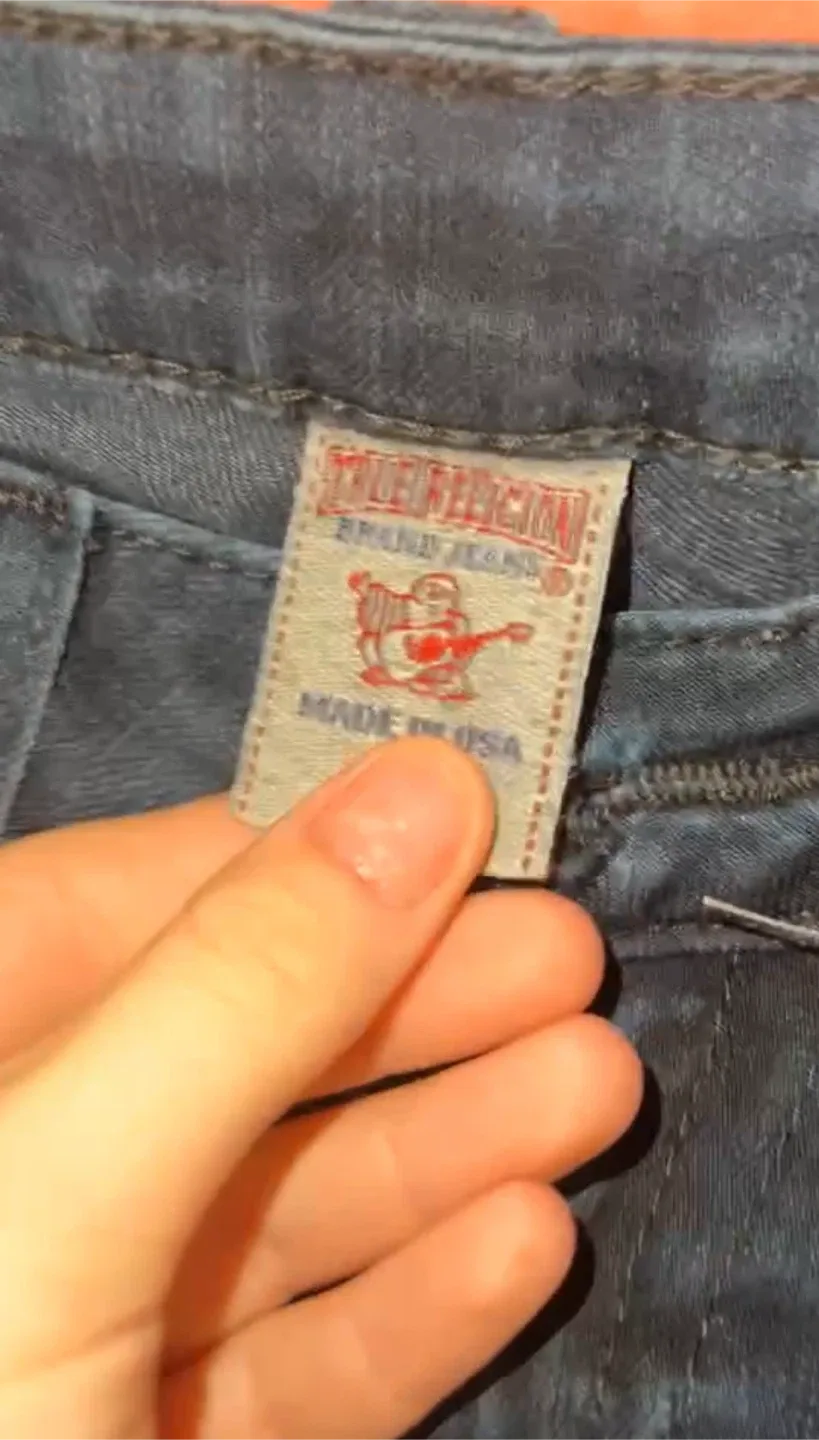 TRUE RELIGION
BRAND JEANS®
MADE IN USA